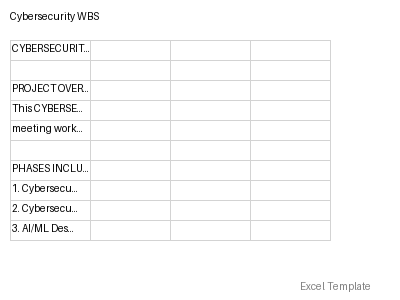 Cybersecurity WBS
CYBERSECURIT...
PROJECT OVER...
This CYBERSE...
meeting work...
PHASES INCLU...
1. Cybersecu...
2. Cybersecu...
3. AI/ML Des...
Excel Template